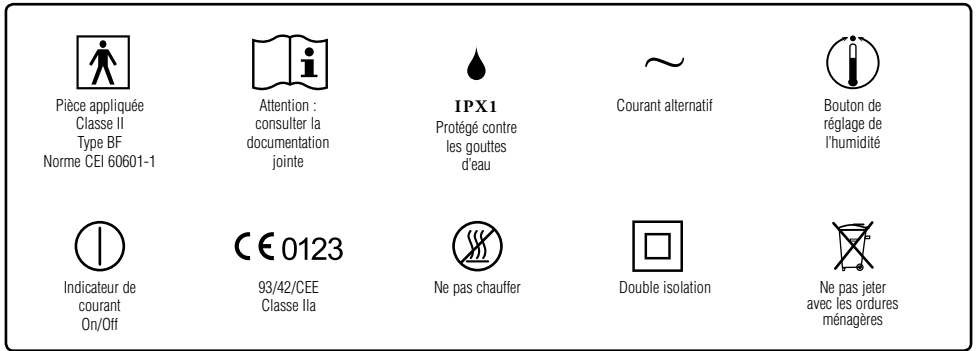 Pièce appliquée
Classe II
Type BF
Norme CEI 60601-1
i
Attention :
consulter la
documentation
jointe
IPX1
Protégé contre
les gouttes
d'eau
Courant alternatif
Bouton de
réglage de
l'humidité
Indicateur de
courant
On/Off
CE 0123
93/42/CEE
Classe IIa
Ne pas chauffer
Double isolation
Ne pas jeter
avec les ordures
ménagères